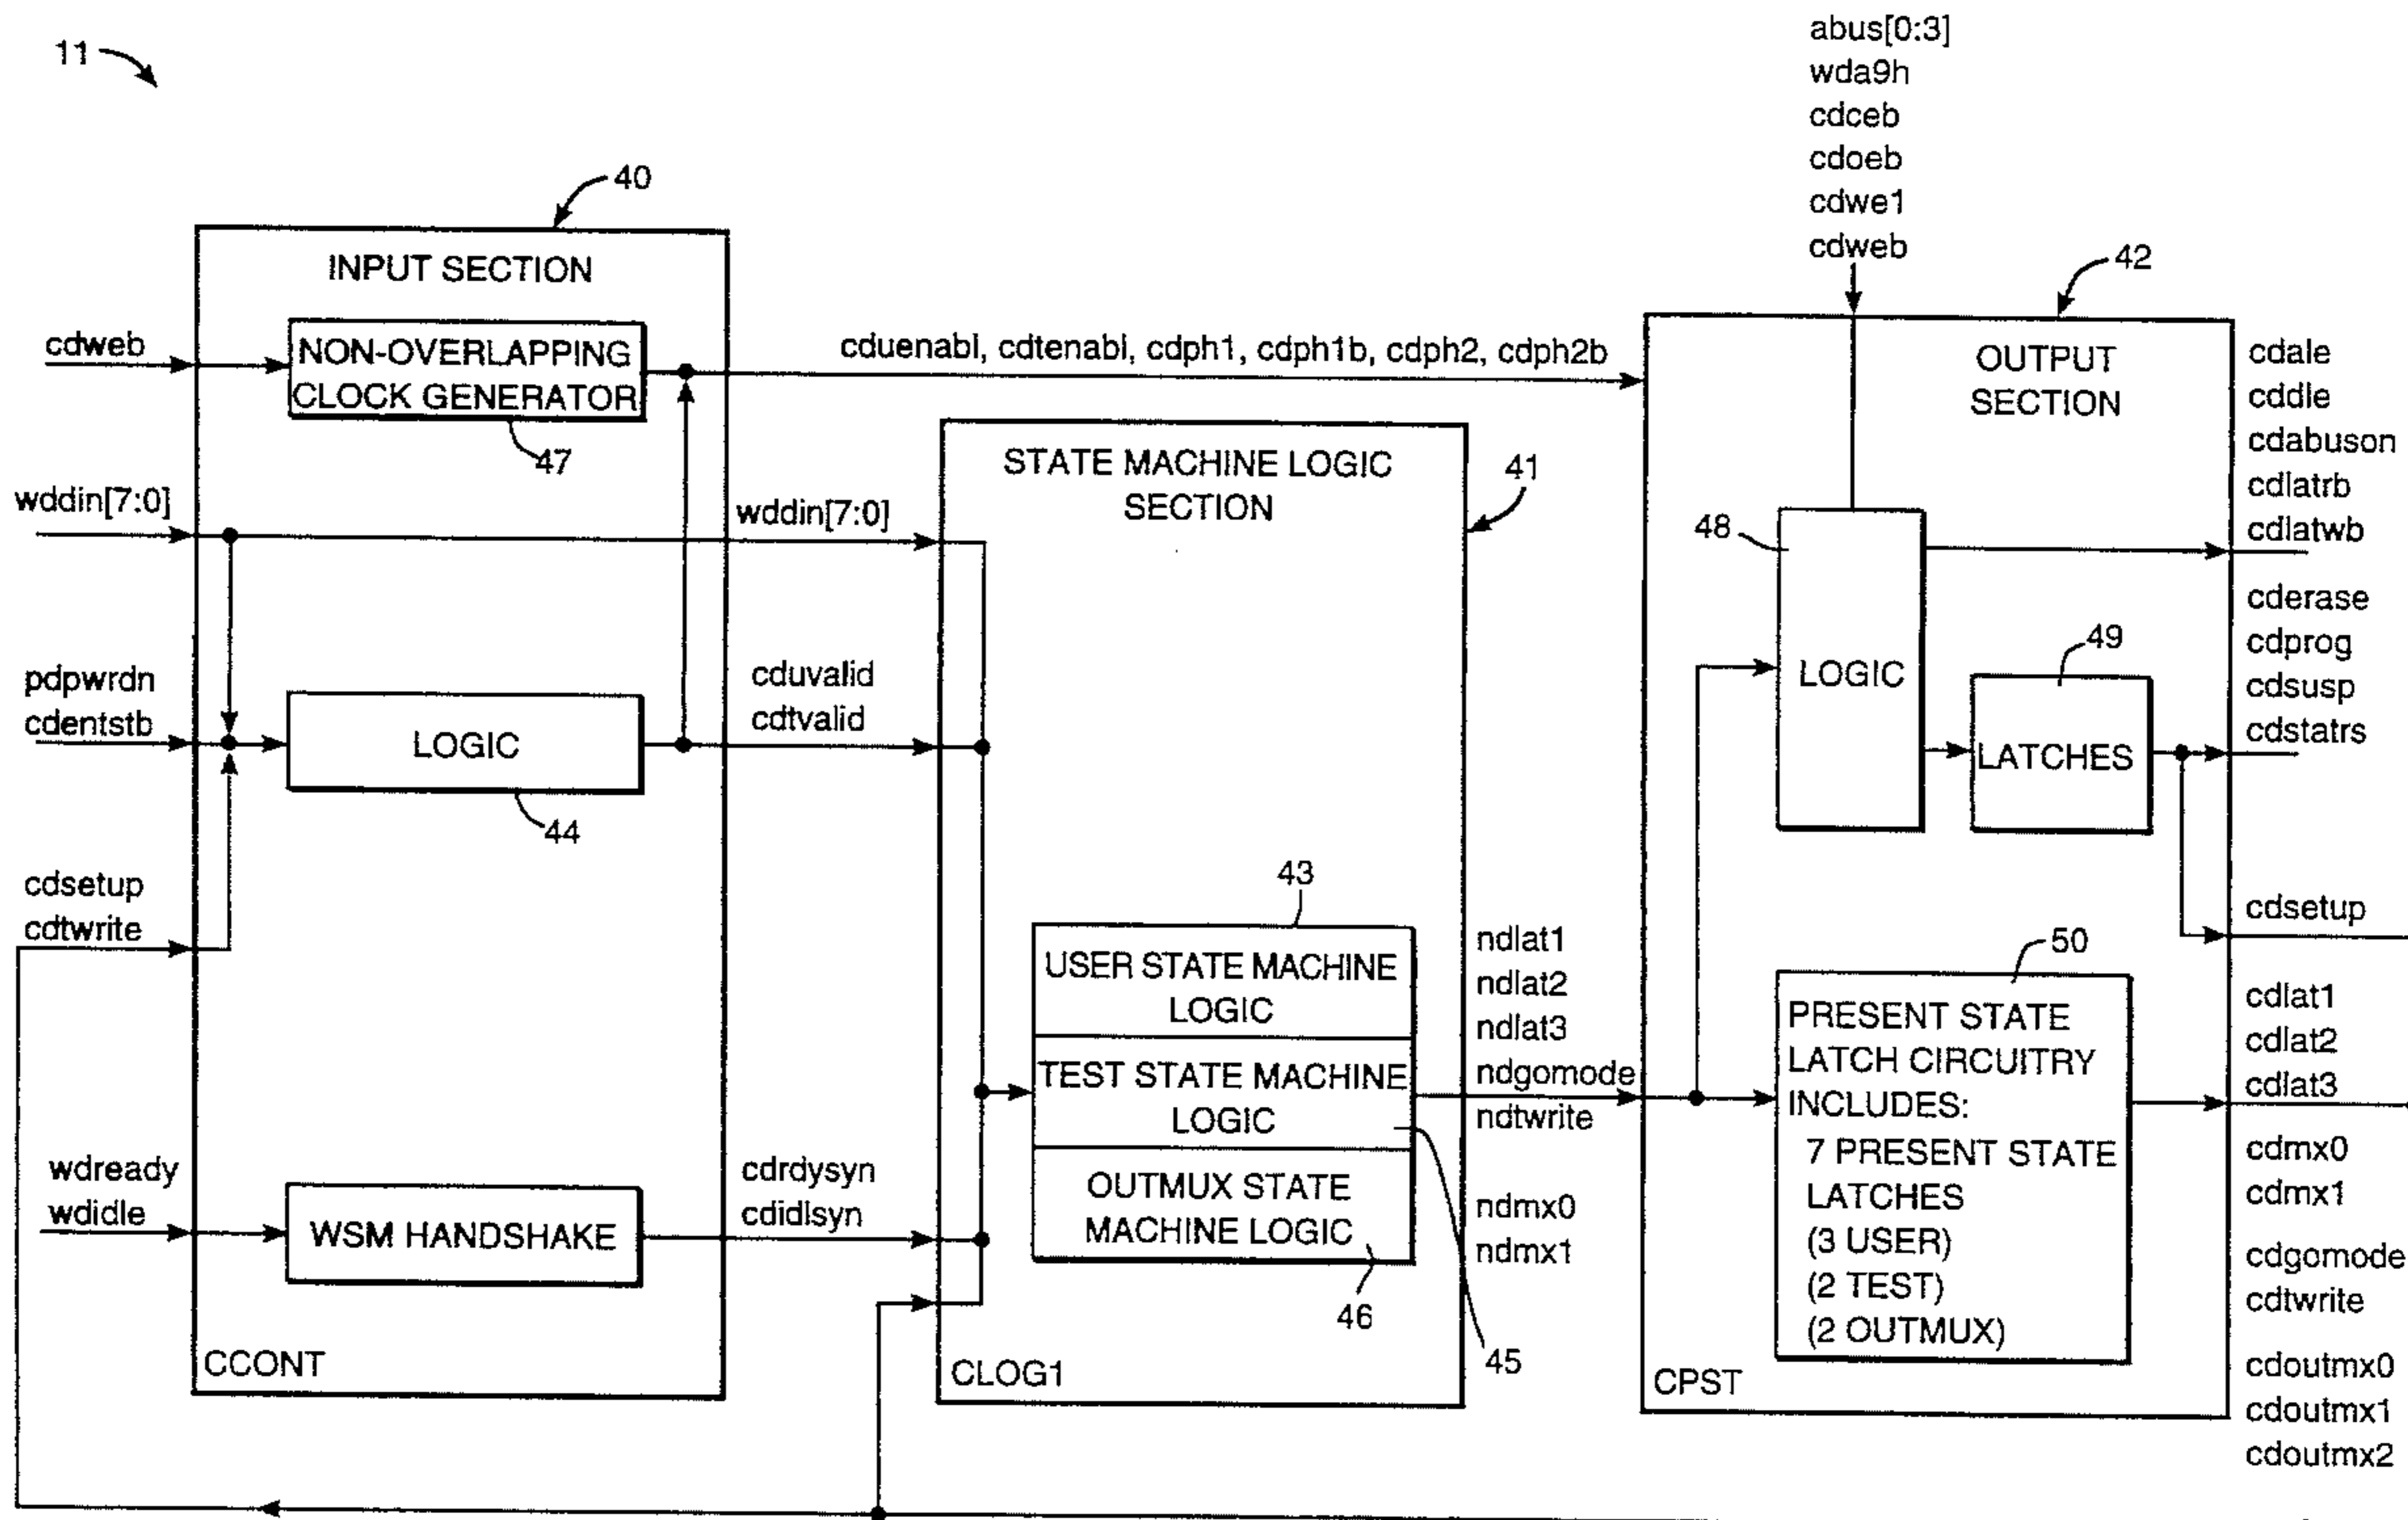 11
abus[0:3]
wda9h
cdceb
cdoeb
cdwe1
cdweb
40
INPUT SECTION
cdweb
NON-OVERLAPPING
CLOCK GENERATOR
47
wddin[7:0]
pdpwrdn
cdentstb
LOGIC
44
cdsetup
cdtwrite
wdready
wdidle
WSM HANDSHAKE
CCONT
cduenabl, cdtenabl, cdph1, cdph1b, cdph2, cdph2b
wddin[7:0]
cduvalid
cdtvalid
cdrdysyn
cdidlsyn
STATE MACHINE LOGIC
SECTION
41
43
USER STATE MACHINE
LOGIC
TEST STATE MACHINE
LOGIC
OUTMUX STATE
MACHINE LOGIC
46
45
CLOG1
ndlat1
ndlat2
ndlat3
ndgomode
ndtwrite
ndmx0
ndmx1
42
OUTPUT
SECTION
48
LOGIC
49
LATCHES
50
PRESENT STATE
LATCH CIRCUITRY
INCLUDES:
7 PRESENT STATE
LATCHES
(3 USER)
(2 TEST)
(2 OUTMUX)
CPST
cdale
cddle
cdabuson
cdlatrb
cdlatwb
cderase
cdprog
cdsusp
cdstatrs
cdsetup
cdlat1
cdlat2
cdlat3
cdmx0
cdmx1
cdgomode
cdtwrite
cdoutmx0
cdoutmx1
cdoutmx2